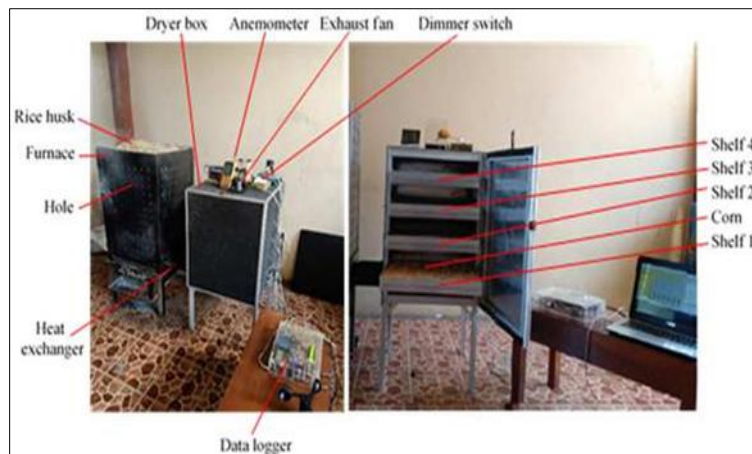 Dryer box
Anemometer
Exhaust fan
Dimmer switch
Rice husk
Furnace
Hole
Heat
exchanger
Data logger
Shelf 4
Shelf 3
Shelf 2
Corn
Shelf 1